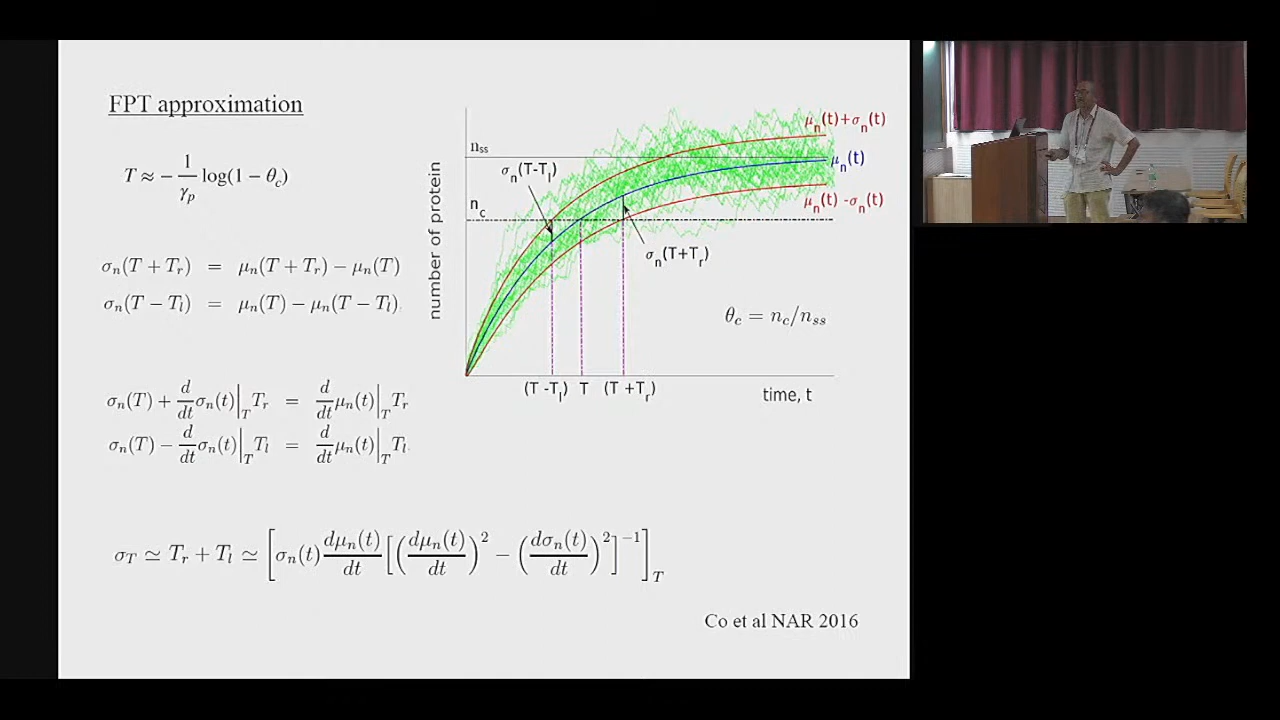 FPT approximation
T ≈ − 1/γ_p log(1 − θ_c)
σ_n(T + T_r) = μ_n(T + T_r) − μ_n(T)
σ_n(T − T_l) = μ_n(T) − μ_n(T − T_l).
σ_n(T) + d/dt σ_n(t)|_T T_r = d/dt μ_n(t)|_T T_r
σ_n(T) − d/dt σ_n(t)|_T T_l = d/dt μ_n(t)|_T T_l.
σ_T ≃ T_r + T_l ≃ [σ_n(t) dμ_n(t)/dt [(dμ_n(t)/dt)^2 − (dσ_n(t)/dt)^2]^−1]_T
number of protein
n_ss
n_c
σ_n(T-T_l)
μ_n(t)+σ_n(t)
μ_n(t)
μ_n(t) -σ_n(t)
σ_n(T+T_r)
θ_c = n_c/n_ss
(T -T_l) T (T +T_r)
time, t
Co et al NAR 2016